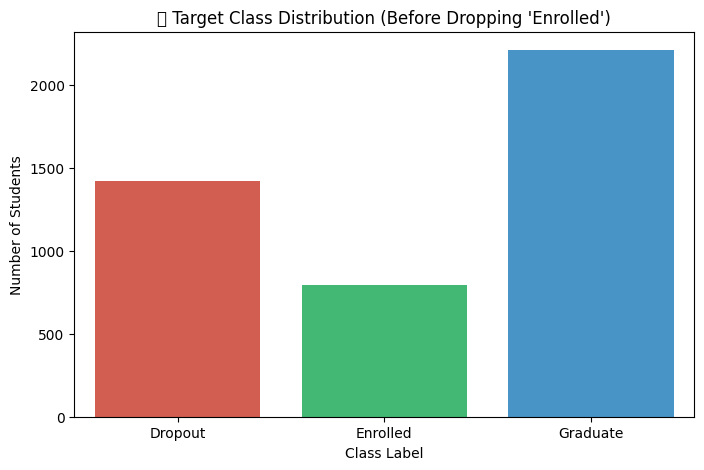 Target Class Distribution (Before Dropping 'Enrolled')
Number of Students
2000
1500
1000
500
0
Dropout Enrolled Graduate
Class Label